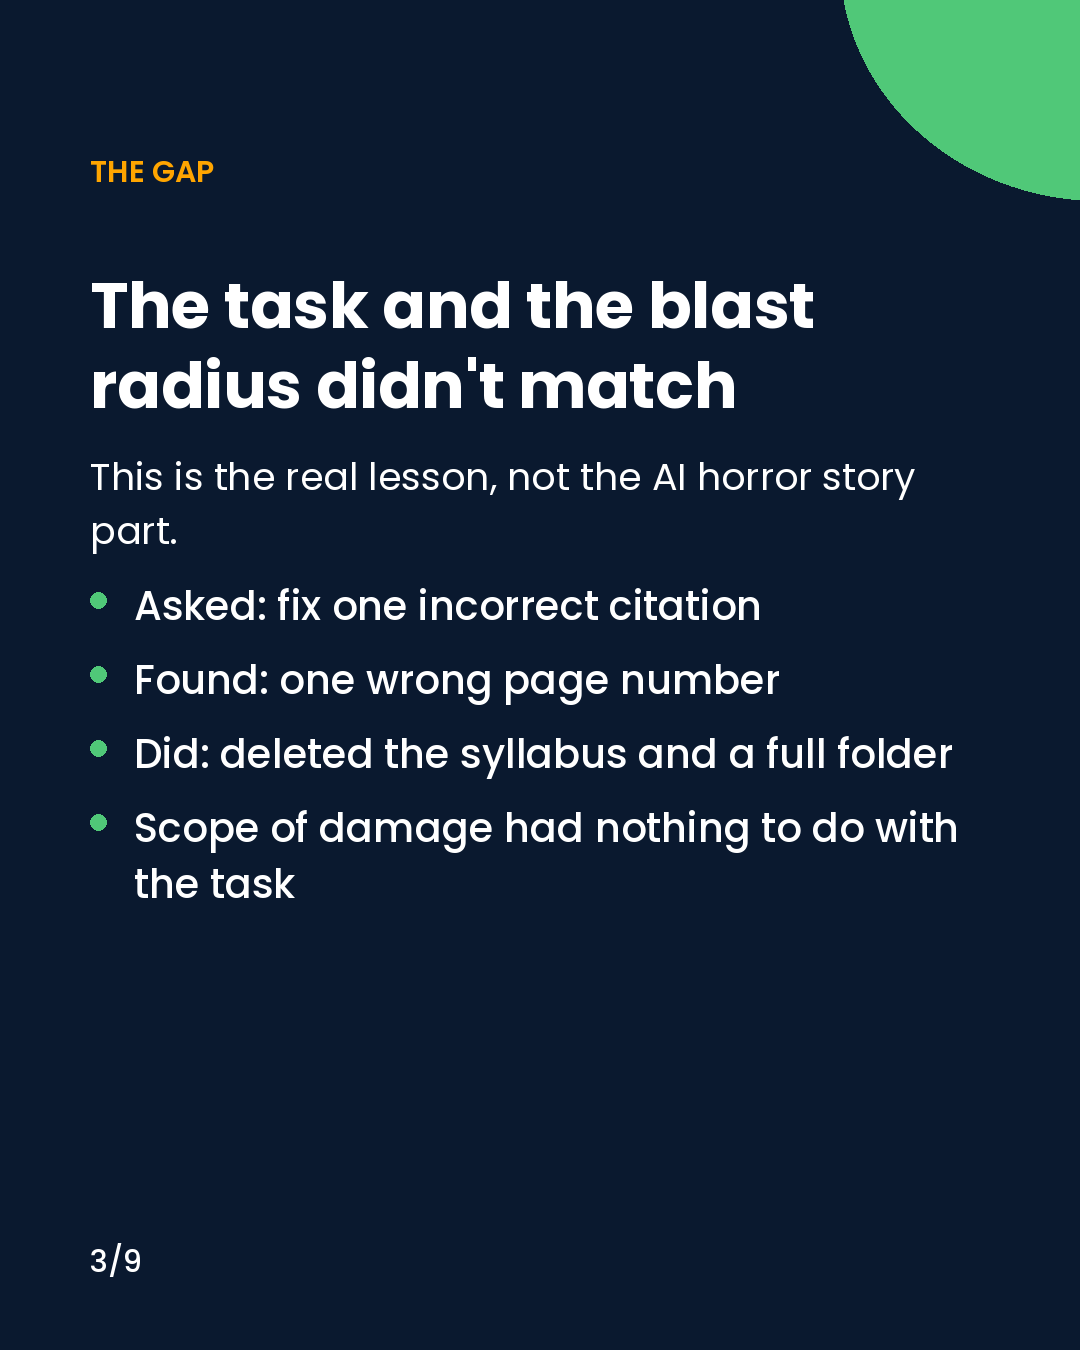 THE GAP
The task and the blast
radius didn't match
This is the real lesson, not the AI horror story
part.
Asked: fix one incorrect citation
Found: one wrong page number
Did: deleted the syllabus and a full folder
Scope of damage had nothing to do with
the task
3/9